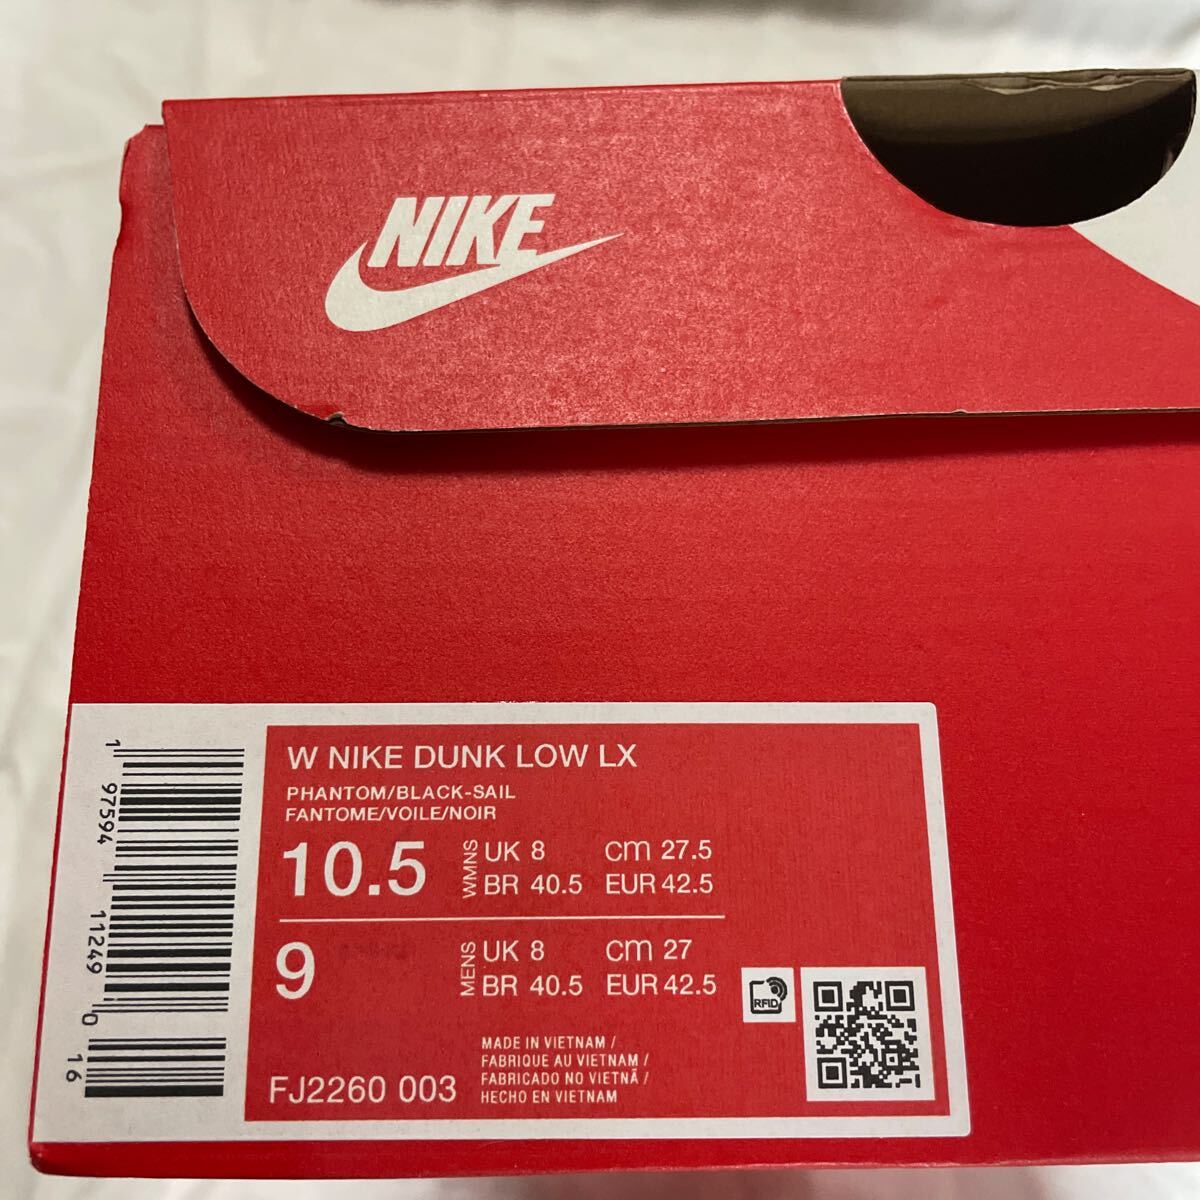 NIKE
W NIKE DUNK LOW LX
PHANTOM/BLACK-SAIL
FANTOME/VOILE/NOIR
10.5 WMNS UK 8 cm 27.5
BR 40.5 EUR 42.5
9 MENS UK 8 cm 27
BR 40.5 EUR 42.5
RFID
MADE IN VIETNAM /
FABRIQUE AU VIETNAM /
FABRICADO NO VIETNÃ /
HECHO EN VIETNAM
FJ2260 003
1 97594 11249 0 16